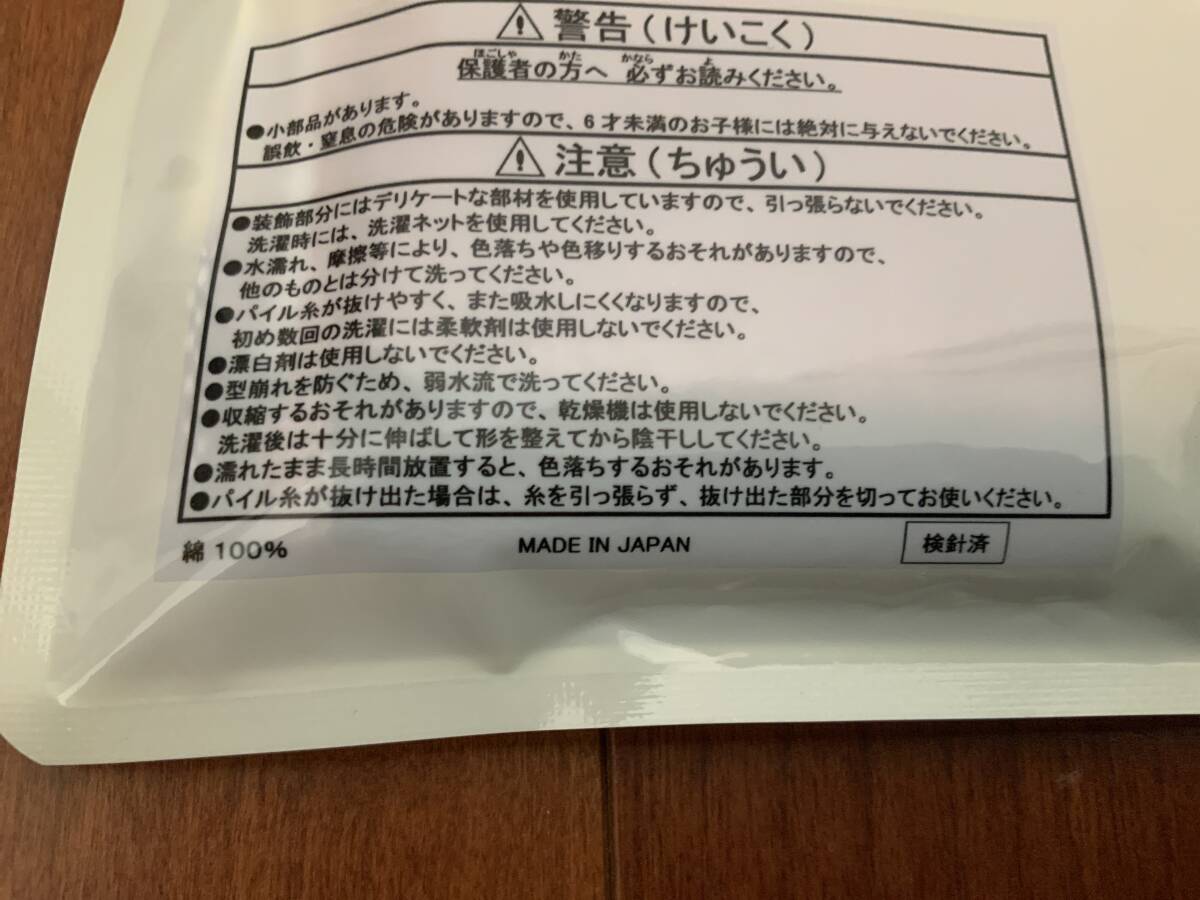 ⚠警告(けいこく)
保護者の方へ 必ずお読みください。
●小部品があります。
誤飲・窒息の危険がありますので、6才未満のお子様には絶対に与えないでください。
⚠注意(ちゅうい)
●装飾部分にはデリケートな部材を使用していますので、引っ張らないでください。
洗濯時には、洗濯ネットを使用してください。
●水濡れ、摩擦等により、色落ちや色移りするおそれがありますので、
他のものとは分けて洗ってください。
●パイル糸が抜けやすく、また吸水しにくくなりますので、
初め数回の洗濯には柔軟剤は使用しないでください。
●漂白剤は使用しないでください。
●型崩れを防ぐため、弱水流で洗ってください。
●収縮するおそれがありますので、乾燥機は使用しないでください。
洗濯後は十分に伸ばして形を整えてから陰干ししてください。
●濡れたまま長時間放置すると、色落ちするおそれがあります。
●パイル糸が抜け出た場合は、糸を引っ張らず、抜け出た部分を切ってお使いください。
綿 100% MADE IN JAPAN 検針済